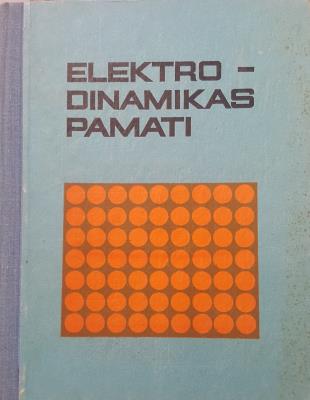 ELEKTRO-
DINAMIKAS
PAMATI